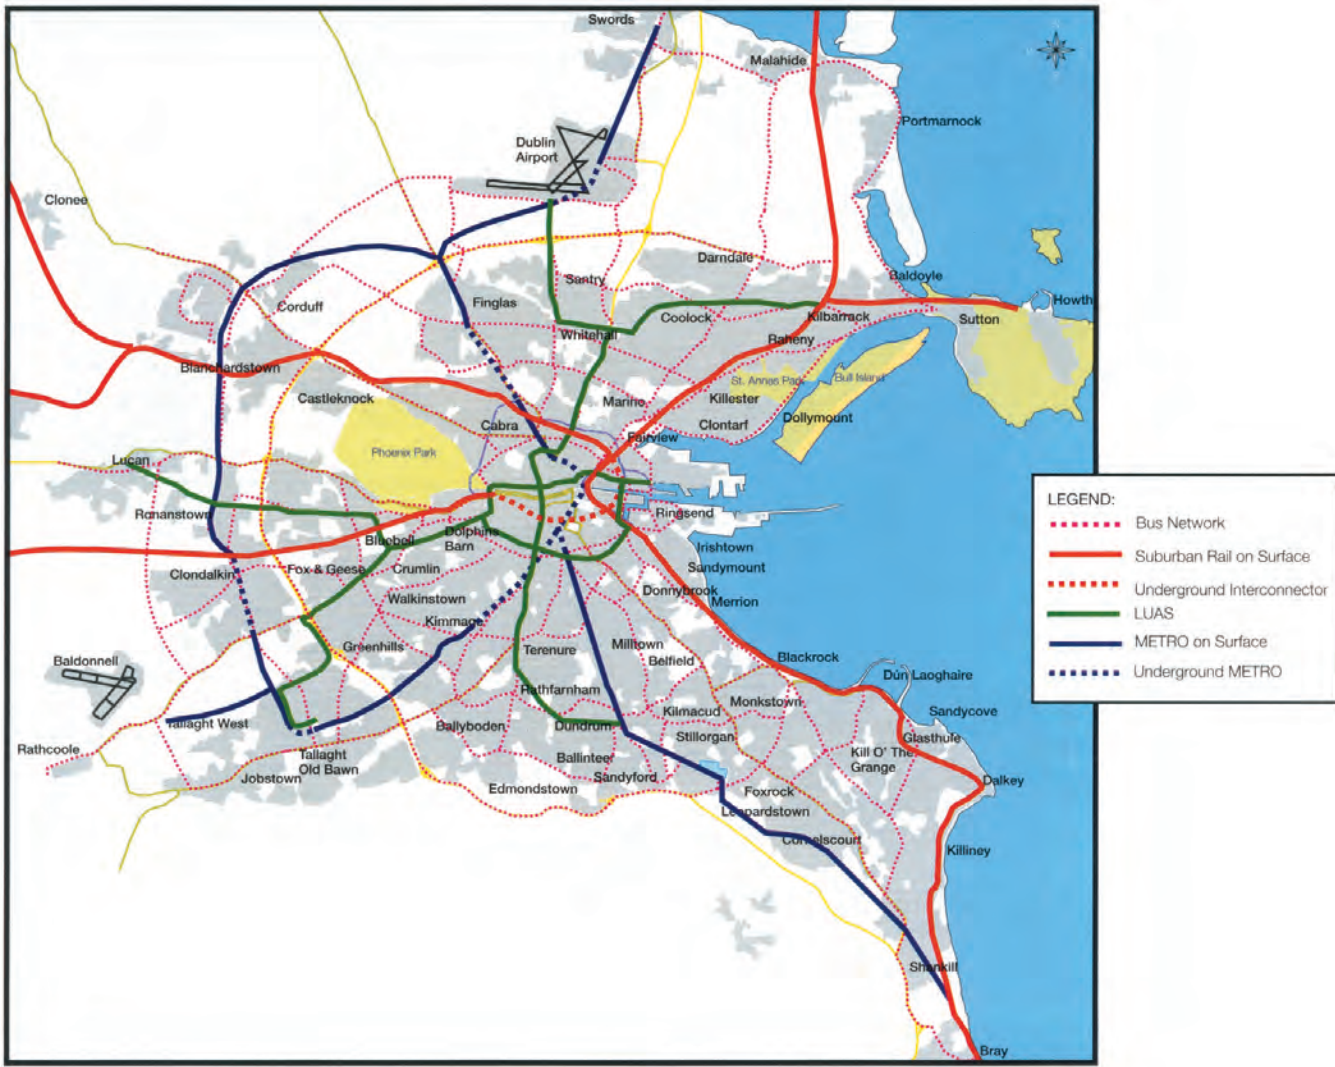 Swords
Malahide
Portmarnock
Dublin
Airport
Clonee
Darndale
Santry
Baldoyle
Howth
Corduff
Finglas
Coolock
Kilbarrack
Sutton
Whitehall
Raheny
Blanchardstown
St. Annes Park
Bull Island
Castleknock
Marino
Killester
Dollymount
Cabra
Clontarf
Fairview
Phoenix Park
Lucan
Ronanstown
Ringsend
Bluebell
Dolphins
Barn
Irishtown
Sandymount
Clondalkin
Fox & Geese
Crumlin
Donnybrook
Merrion
Walkinstown
Kimmage
Greenhills
Terenure
Milltown
Belfield
Blackrock
Baldonnell
Dún Laoghaire
Rathfarnham
Monkstown
Kilmacud
Sandycove
Tallaght West
Ballyboden
Dundrum
Stillorgan
Glasthule
Rathcoole
Tallaght
Old Bawn
Ballinteer
Kill O' The
Grange
Jobstown
Sandyford
Dalkey
Edmondstown
Foxrock
Leopardstown
Cornelscourt
Killiney
Shankill
Bray
LEGEND:
Bus Network
Suburban Rail on Surface
Underground Interconnector
LUAS
METRO on Surface
Underground METRO